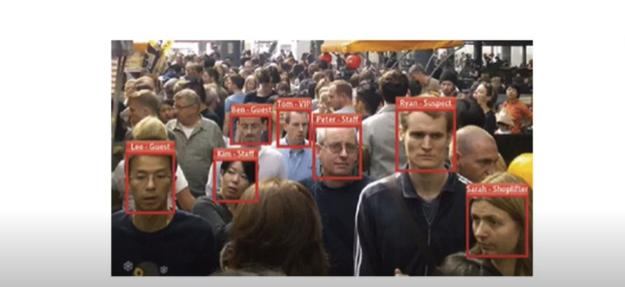 Ben - Guest
Tom - VIP
Ryan - Suspect
Peter - Staff
Lee - Guest
Kim - Staff
Sarah - Shoplifter